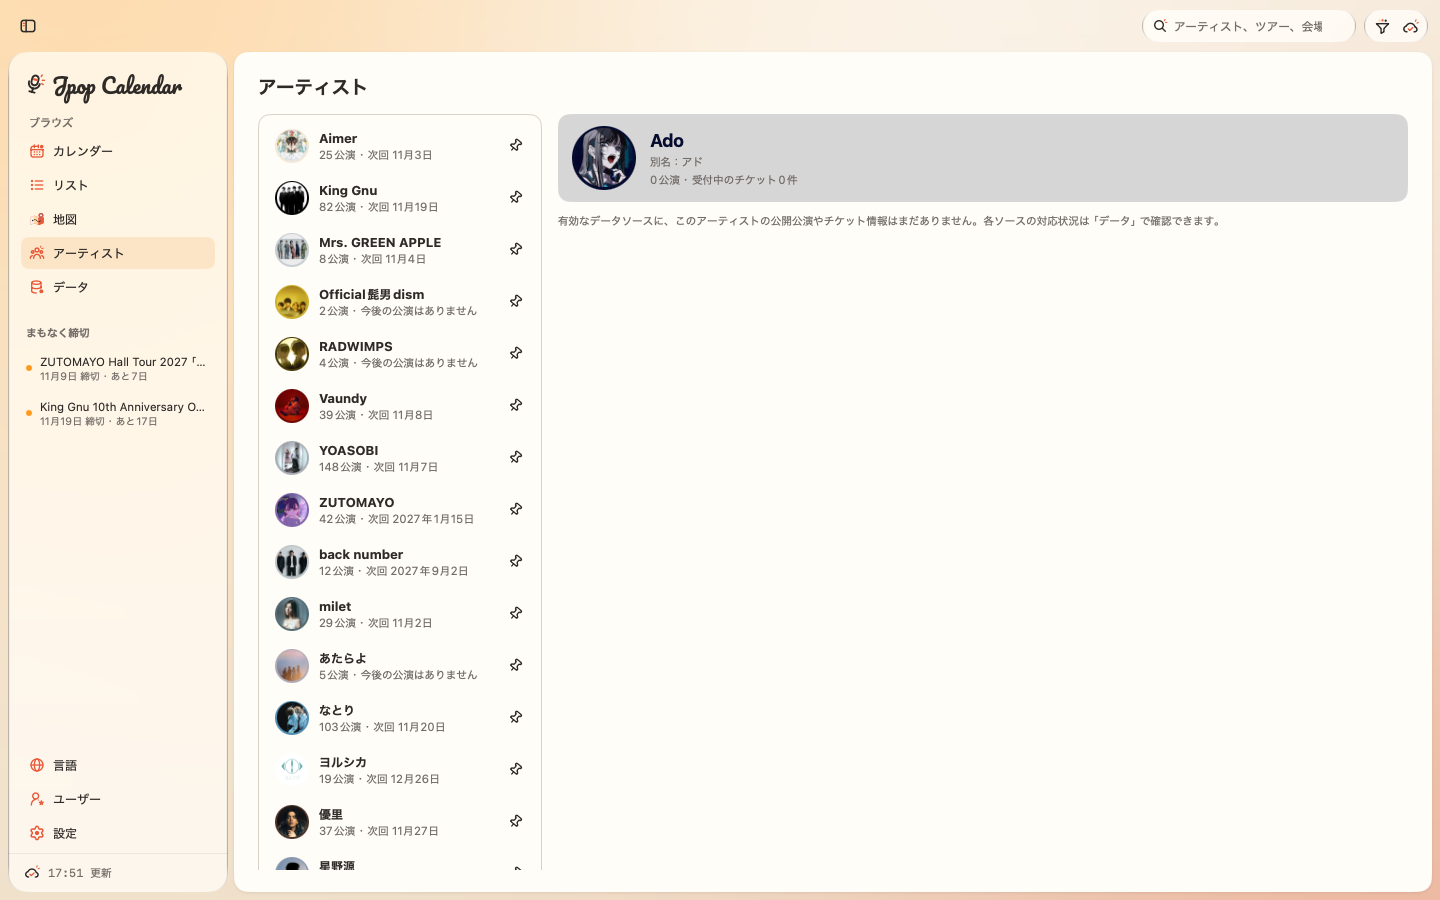 アーティスト、ツアー、会場
Jpop Calendar
ブラウズ
カレンダー
リスト
地図
アーティスト
データ
まもなく締切
ZUTOMAYO Hall Tour 2027「...
11月9日 締切・あと7日
King Gnu 10th Anniversary O...
11月19日 締切・あと17日
言語
ユーザー
設定
17:51 更新
アーティスト
Aimer
25公演・次回 11月3日
King Gnu
82公演・次回 11月19日
Mrs. GREEN APPLE
8公演・次回 11月4日
Official髭男dism
2公演・今後の公演はありません
RADWIMPS
4公演・今後の公演はありません
Vaundy
39公演・次回 11月8日
YOASOBI
148公演・次回 11月7日
ZUTOMAYO
42公演・次回 2027年1月15日
back number
12公演・次回 2027年9月2日
milet
29公演・次回 11月2日
あたらよ
5公演・今後の公演はありません
なとり
103公演・次回 11月20日
ヨルシカ
19公演・次回 12月26日
優里
37公演・次回 11月27日
星野源
Ado
別名：アド
0公演・受付中のチケット0件
有効なデータソースに、このアーティストの公開公演やチケット情報はまだありません。各ソースの対応状況は「データ」で確認できます。